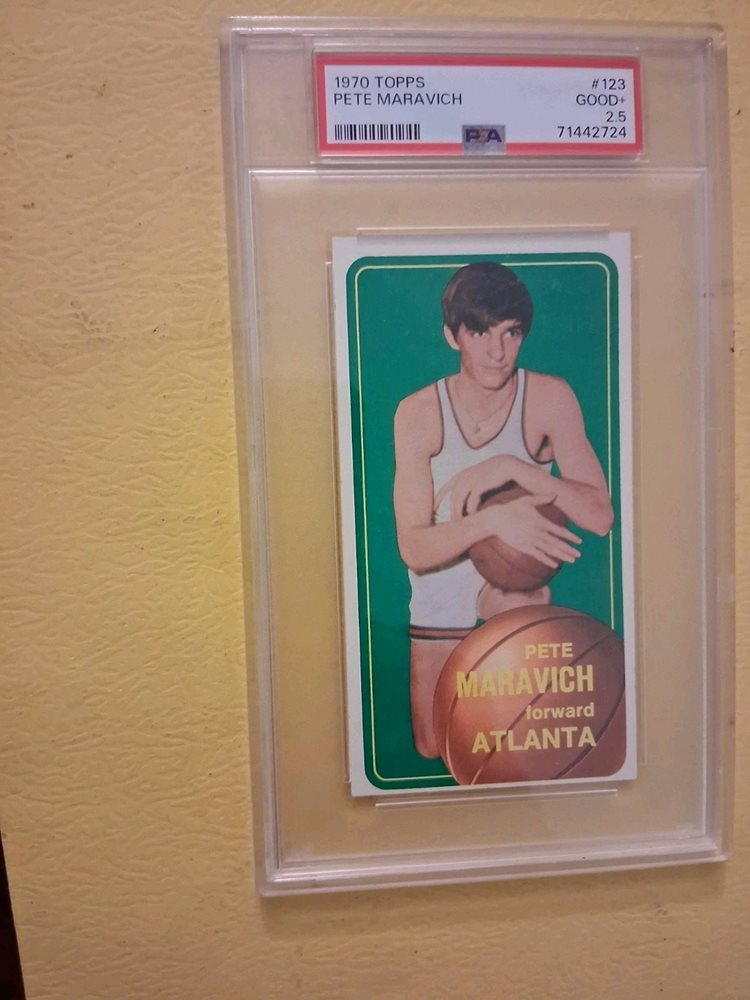 1970 TOPPS #123
PETE MARAVICH GOOD+
2.5
PSA 71442724
PETE
MARAVICH
forward
ATLANTA